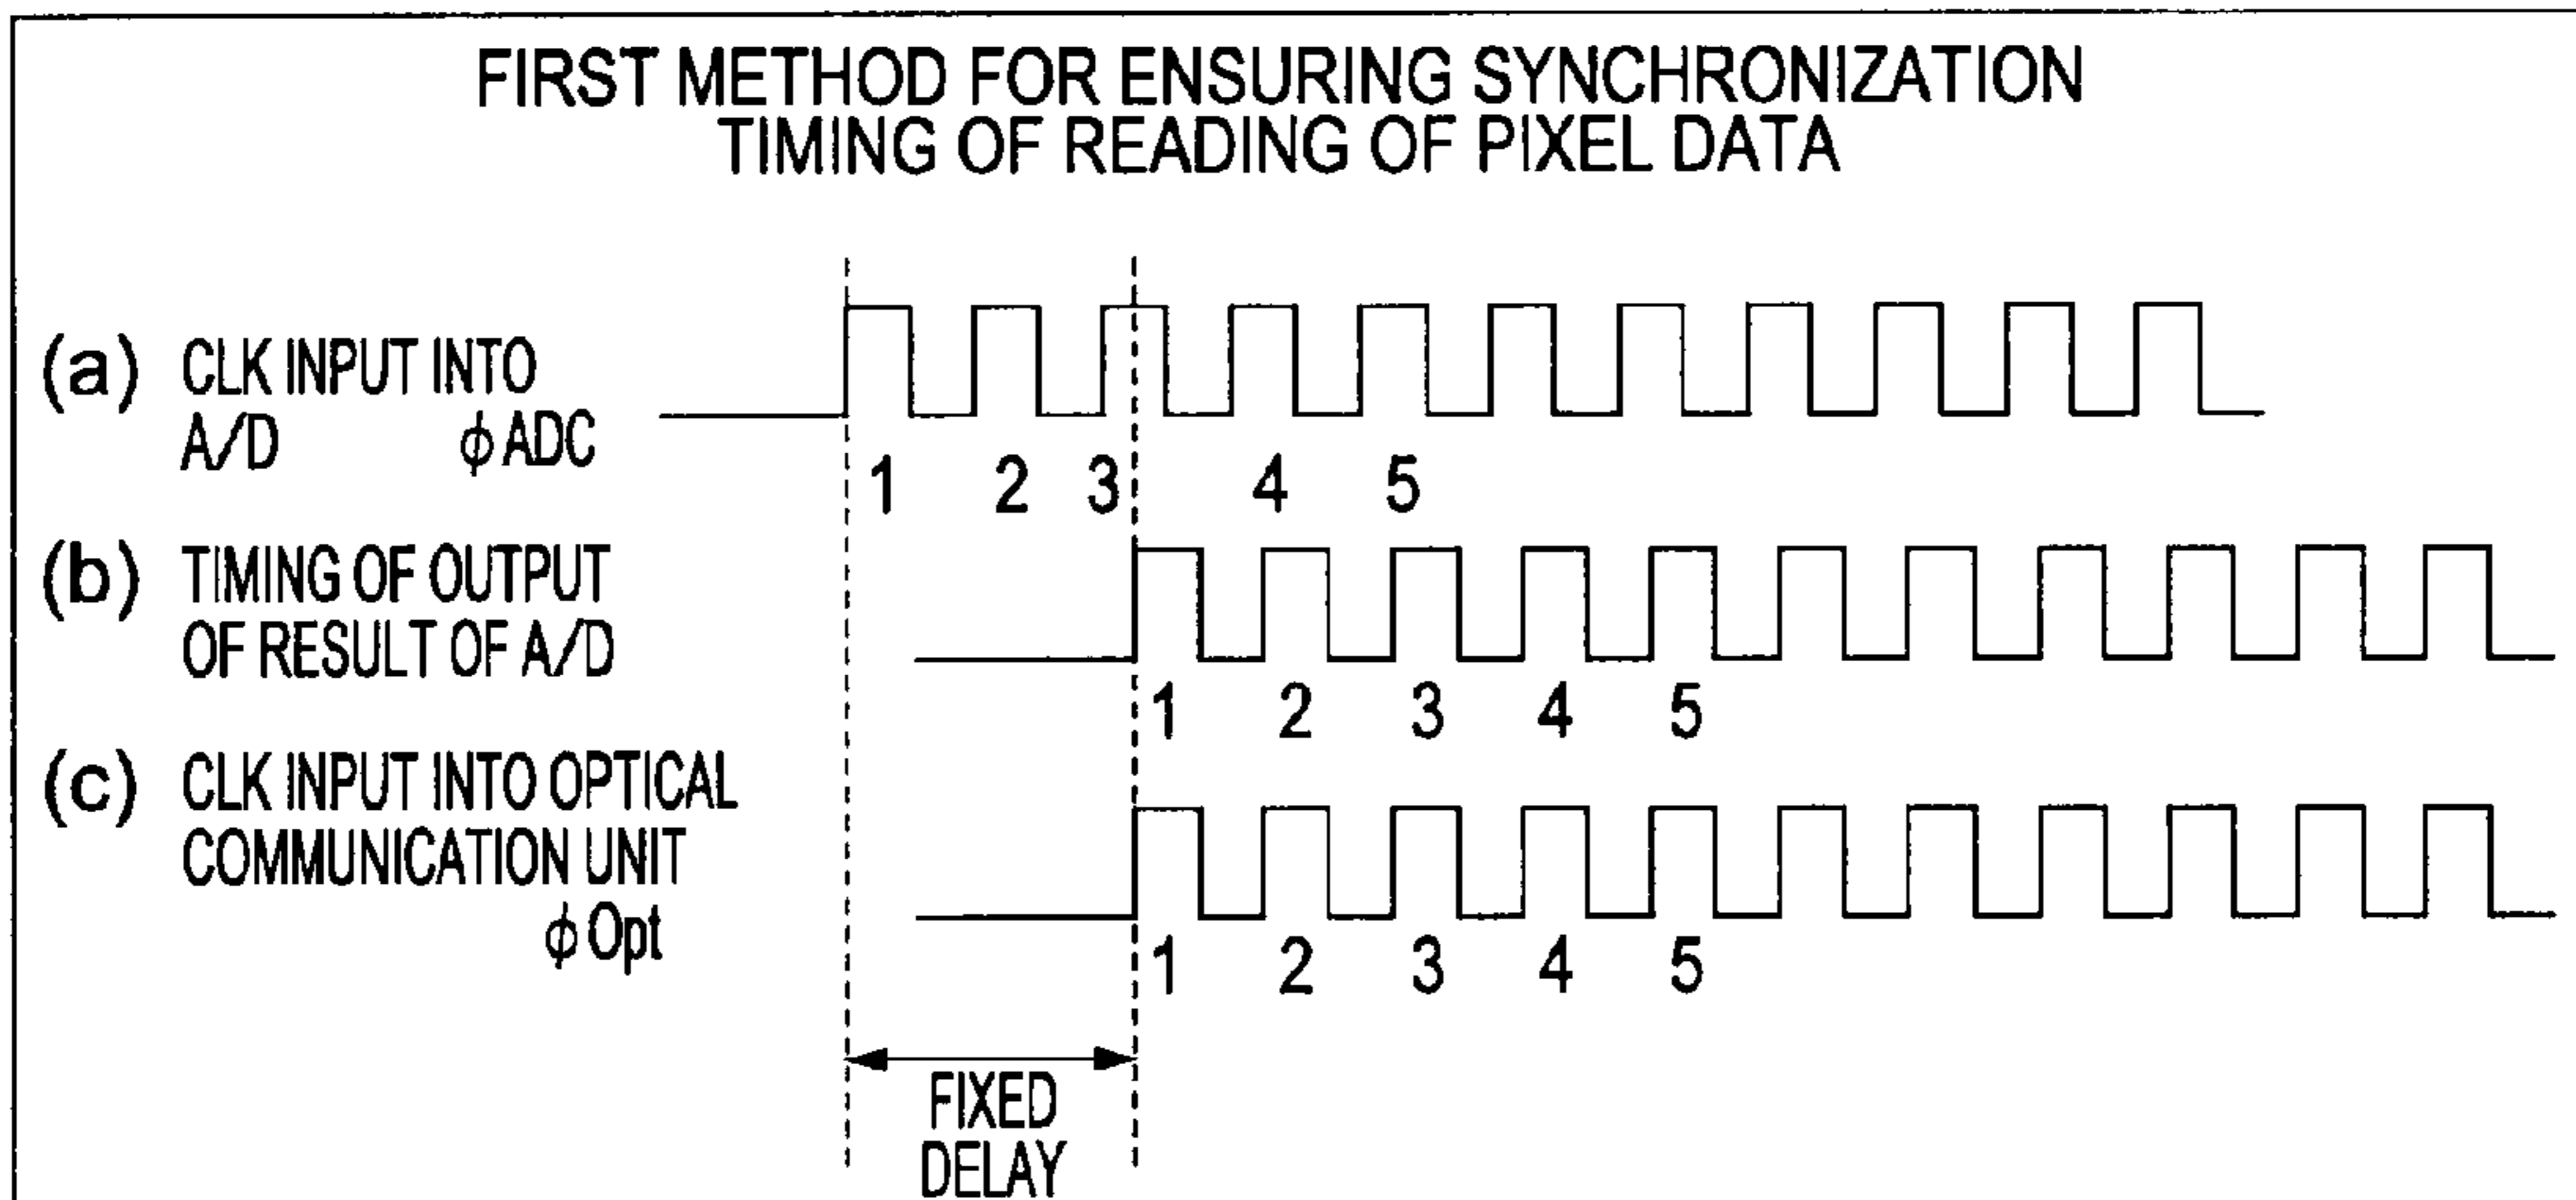 FIRST METHOD FOR ENSURING SYNCHRONIZATION
TIMING OF READING OF PIXEL DATA
(a) CLK INPUT INTO
A/D ϕ ADC
1 2 3 4 5
(b) TIMING OF OUTPUT
OF RESULT OF A/D
1 2 3 4 5
(c) CLK INPUT INTO OPTICAL
COMMUNICATION UNIT
ϕ Opt
1 2 3 4 5
FIXED
DELAY